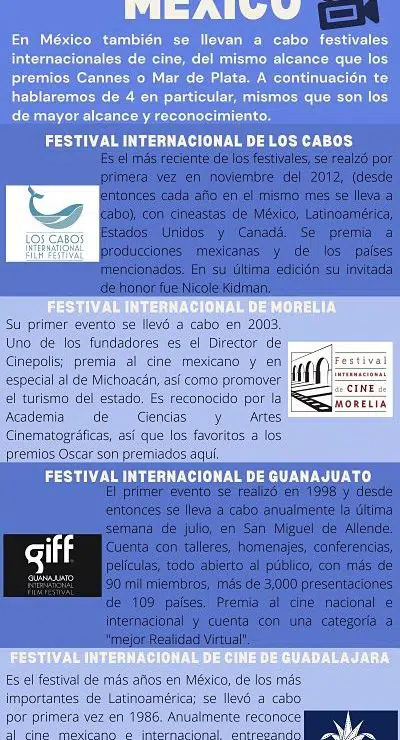 MÉXICO
En México también se llevan a cabo festivales
internacionales de cine, del mismo alcance que los
premios Cannes o Mar de Plata. A continuación te
hablaremos de 4 en particular, mismos que son los
de mayor alcance y reconocimiento.
FESTIVAL INTERNACIONAL DE LOS CABOS
Es el más reciente de los festivales, se realzó por
primera vez en noviembre del 2012, (desde
entonces cada año en el mismo mes se lleva a
cabo), con cineastas de México, Latinoamérica,
Estados Unidos y Canadá. Se premia a
producciones mexicanas y de los países
mencionados. En su última edición su invitada
de honor fue Nicole Kidman.
LOS CABOS
INTERNATIONAL
FILM FESTIVAL
FESTIVAL INTERNACIONAL DE MORELIA
Su primer evento se llevó a cabo en 2003.
Uno de los fundadores es el Director de
Cinepolis; premia al cine mexicano y en
especial al de Michoacán, así como promover
el turismo del estado. Es reconocido por la
Academia de Ciencias y Artes
Cinematográficas, así que los favoritos a los
premios Oscar son premiados aquí.
Festival
INTERNACIONAL
de CINE de
MORELIA
FESTIVAL INTERNACIONAL DE GUANAJUATO
El primer evento se realizó en 1998 y desde
entonces se lleva a cabo anualmente la última
semana de julio, en San Miguel de Allende.
Cuenta con talleres, homenajes, conferencias,
películas, todo abierto al público, con más de
90 mil miembros, más de 3,000 presentaciones
de 109 países. Premia al cine nacional e
internacional y cuenta con una categoría a
"mejor Realidad Virtual".
giff
GUANAJUATO
INTERNATIONAL
FILM FESTIVAL
FESTIVAL INTERNACIONAL DE CINE DE GUADALAJARA
Es el festival de más años en México, de los más
importantes de Latinoamérica; se llevó a cabo
por primera vez en 1986. Anualmente reconoce
al cine mexicano e internacional, entregando